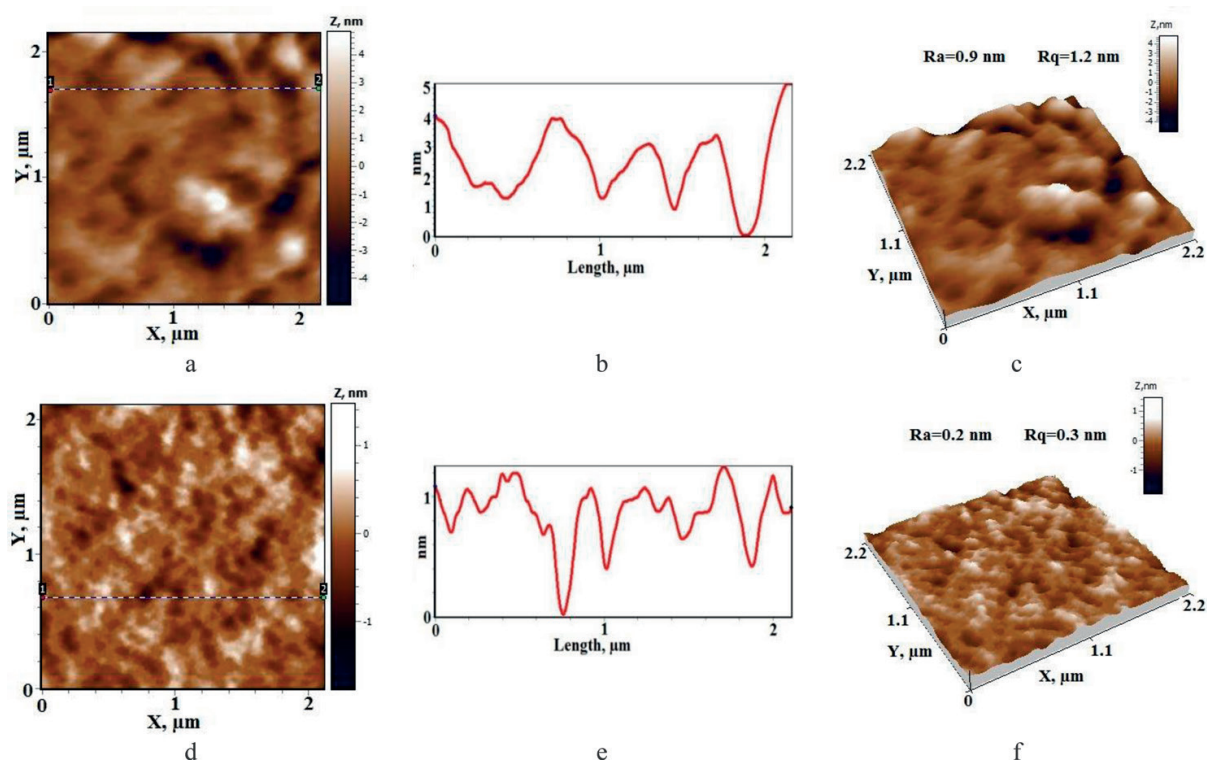 Z, nm
4
3
2
1
0
-1
-2
-3
-4
2
1
0
Y, µm
1
2
0
1
2
X, µm
a
5
4
3
2
1
0
nm
0
1
2
Length, µm
b
Ra=0.9 nm Rq=1.2 nm
Z,nm
4
3
2
1
0
-1
-2
-3
-4
2.2
1.1
Y, µm
0
X, µm
1.1
2.2
c
Z, nm
1
0
-1
2
1
0
Y, µm
1
2
0
1
2
X, µm
d
1
0
nm
0
1
2
Length, µm
e
Ra=0.2 nm Rq=0.3 nm
Z,nm
1
0
-1
2.2
1.1
Y, µm
0
X, µm
1.1
2.2
f